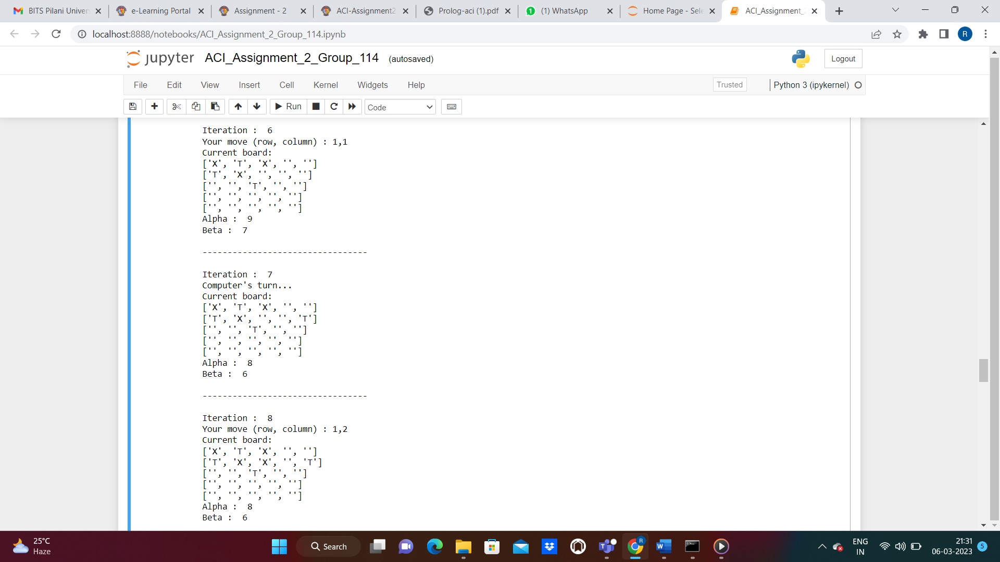 BITS Pilani Univers
e-Learning Portal
Assignment - 2
ACI-Assignment2
Prolog-aci (1).pdf
(1) WhatsApp
Home Page - Sele
ACI_Assignment_2
localhost:8888/notebooks/ACI_Assignment_2_Group_114.ipynb
R
jupyter ACI_Assignment_2_Group_114 (autosaved)
Logout
File Edit View Insert Cell Kernel Widgets Help
Trusted
Python 3 (ipykernel)
Run
Code
Iteration :  6
Your move (row, column) : 1,1
Current board:
['X', 'T', 'X', '', '']
['T', 'X', '', '', '']
['', '', 'T', '', '']
['', '', '', '', '']
['', '', '', '', '']
Alpha :  9
Beta :  7
---------------------------------
Iteration :  7
Computer's turn...
Current board:
['X', 'T', 'X', '', '']
['T', 'X', '', '', 'T']
['', '', 'T', '', '']
['', '', '', '', '']
['', '', '', '', '']
Alpha :  8
Beta :  6
---------------------------------
Iteration :  8
Your move (row, column) : 1,2
Current board:
['X', 'T', 'X', '', '']
['T', 'X', 'X', '', 'T']
['', '', 'T', '', '']
['', '', '', '', '']
['', '', '', '', '']
Alpha :  8
Beta :  6
25°C
Haze
Search
ENG
IN
21:31
06-03-2023
5